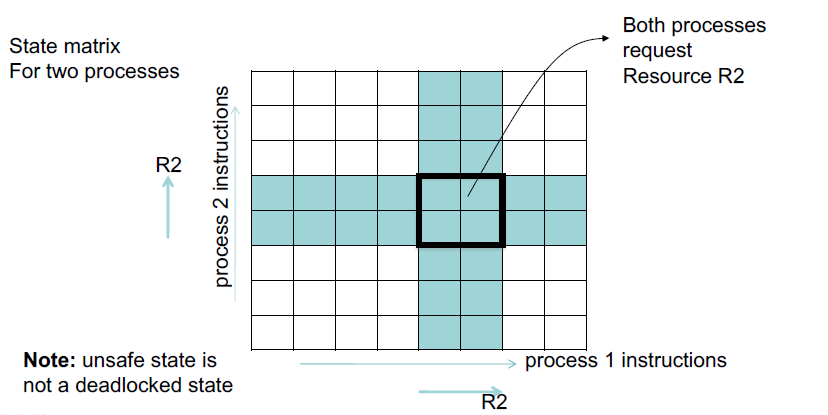 State matrix
For two processes
Both processes
request
Resource R2
R2
process 2 instructions
Note: unsafe state is
not a deadlocked state
process 1 instructions
R2